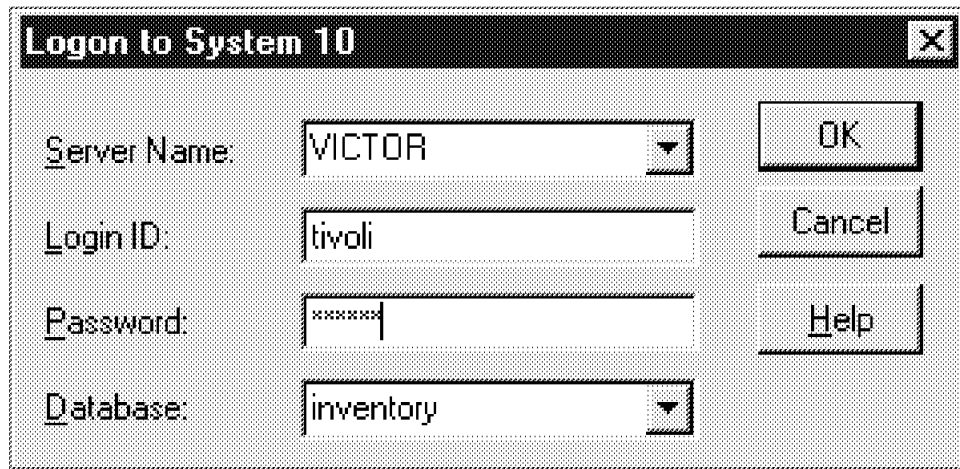 Logon to System 10
Server Name: VICTOR OK
Login ID: tivoli Cancel
Password: ****** Help
Database: inventory